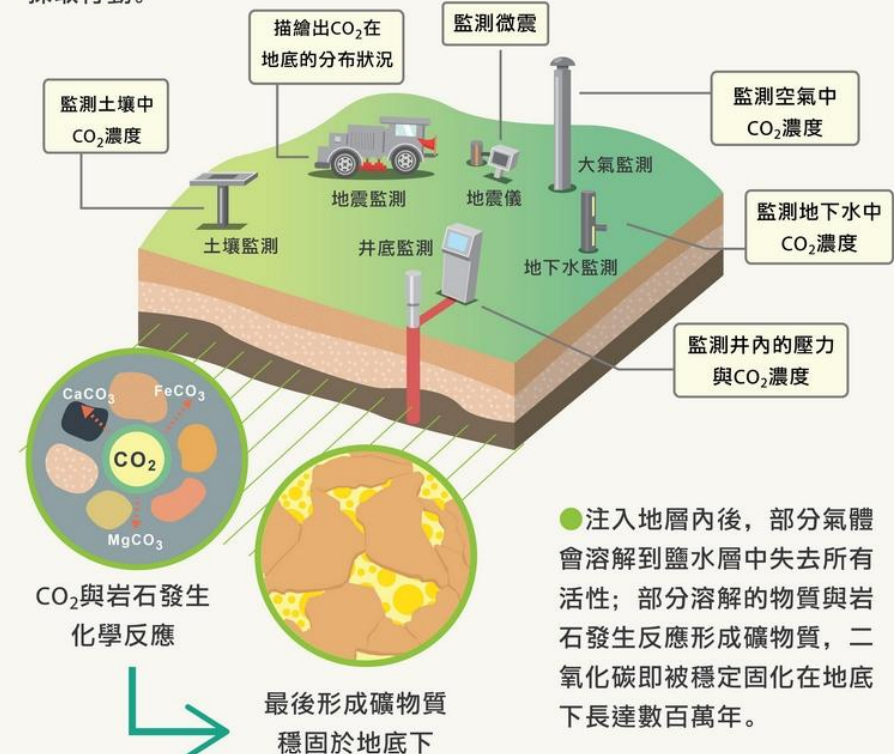 採取行動。
描繪出CO₂在
地底的分布狀況
監測微震
監測土壤中
CO₂濃度
監測空氣中
CO₂濃度
大氣監測
地震監測
地震儀
監測地下水中
CO₂濃度
土壤監測
井底監測
地下水監測
監測井內的壓力
與CO₂濃度
CaCO₃
FeCO₃
CO₂
MgCO₃
CO₂與岩石發生
化學反應
最後形成礦物質
穩固於地底下
●注入地層內後，部分氣體
會溶解到鹽水層中失去所有
活性；部分溶解的物質與岩
石發生反應形成礦物質，二
氧化碳即被穩定固化在地底
下長達數百萬年。